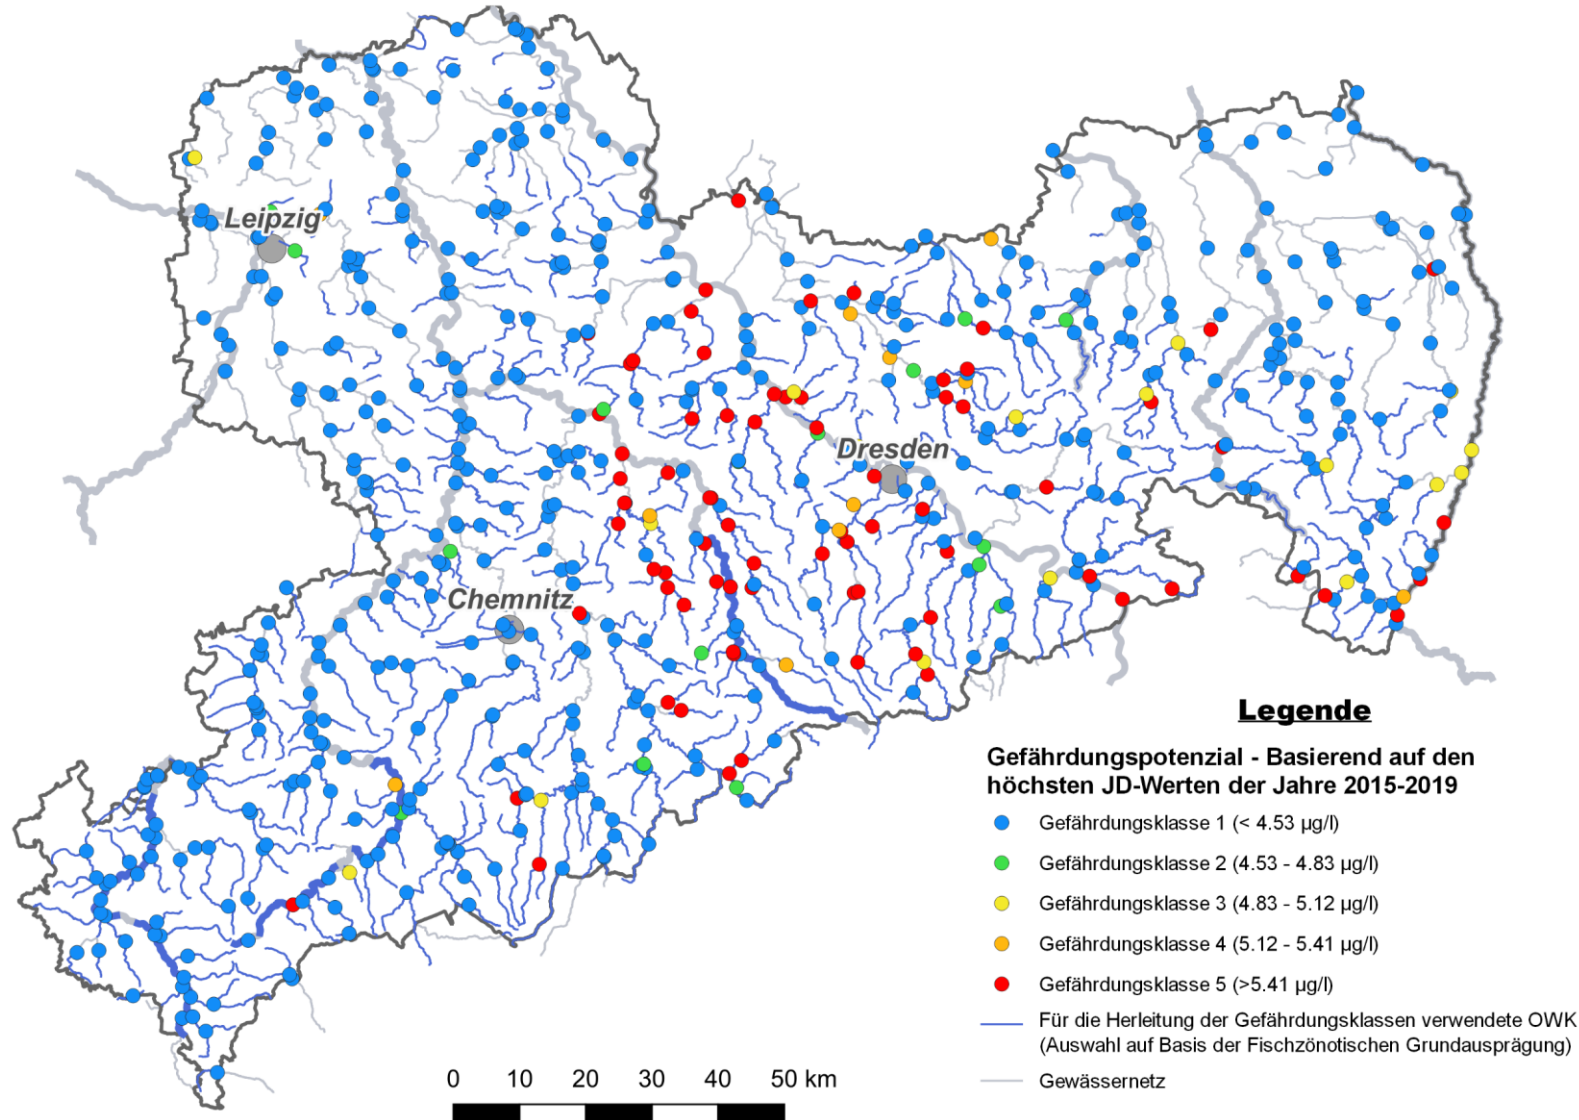 Leipzig
Dresden
Chemnitz
Legende
Gefährdungspotenzial - Basierend auf den
höchsten JD-Werten der Jahre 2015-2019
Gefährdungsklasse 1 (< 4.53 µg/l)
Gefährdungsklasse 2 (4.53 - 4.83 µg/l)
Gefährdungsklasse 3 (4.83 - 5.12 µg/l)
Gefährdungsklasse 4 (5.12 - 5.41 µg/l)
Gefährdungsklasse 5 (>5.41 µg/l)
Für die Herleitung der Gefährdungsklassen verwendete OWK
(Auswahl auf Basis der Fischzönotischen Grundausprägung)
Gewässernetz
0 10 20 30 40 50 km